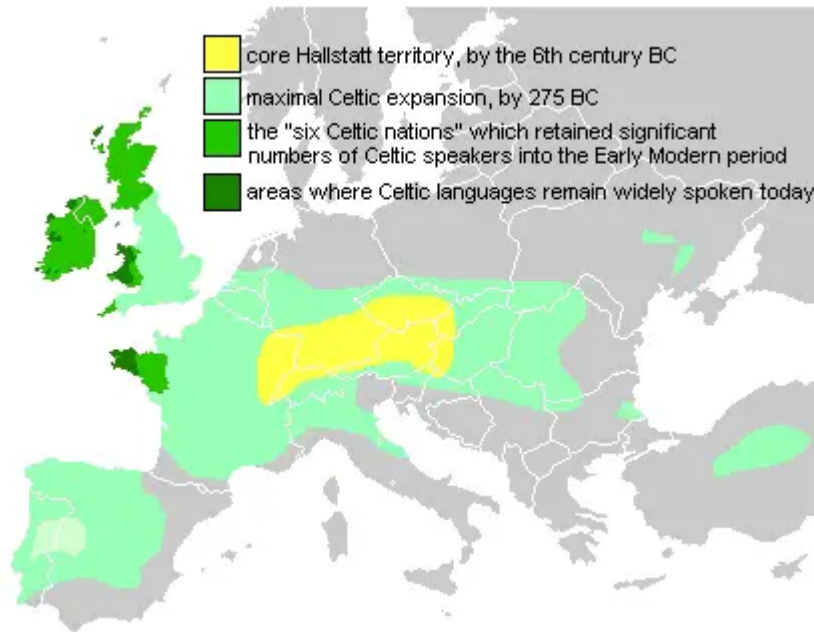 core Hallstatt territory, by the 6th century BC
maximal Celtic expansion, by 275 BC
the "six Celtic nations" which retained significant
numbers of Celtic speakers into the Early Modern period
areas where Celtic languages remain widely spoken today